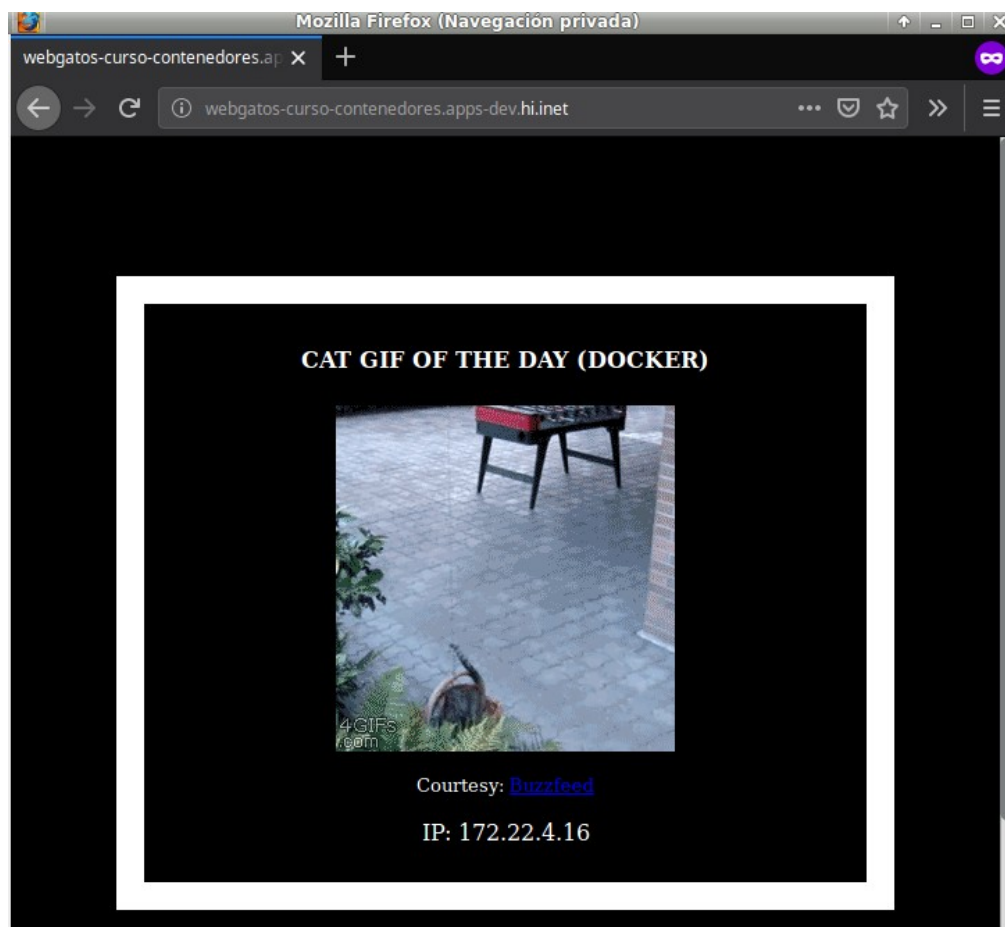 Mozilla Firefox (Navegación privada)
webgatos-curso-contenedores.ap
webgatos-curso-contenedores.apps-dev.hi.inet
CAT GIF OF THE DAY (DOCKER)
4GIFs
.com
Courtesy: Buzzfeed
IP: 172.22.4.16